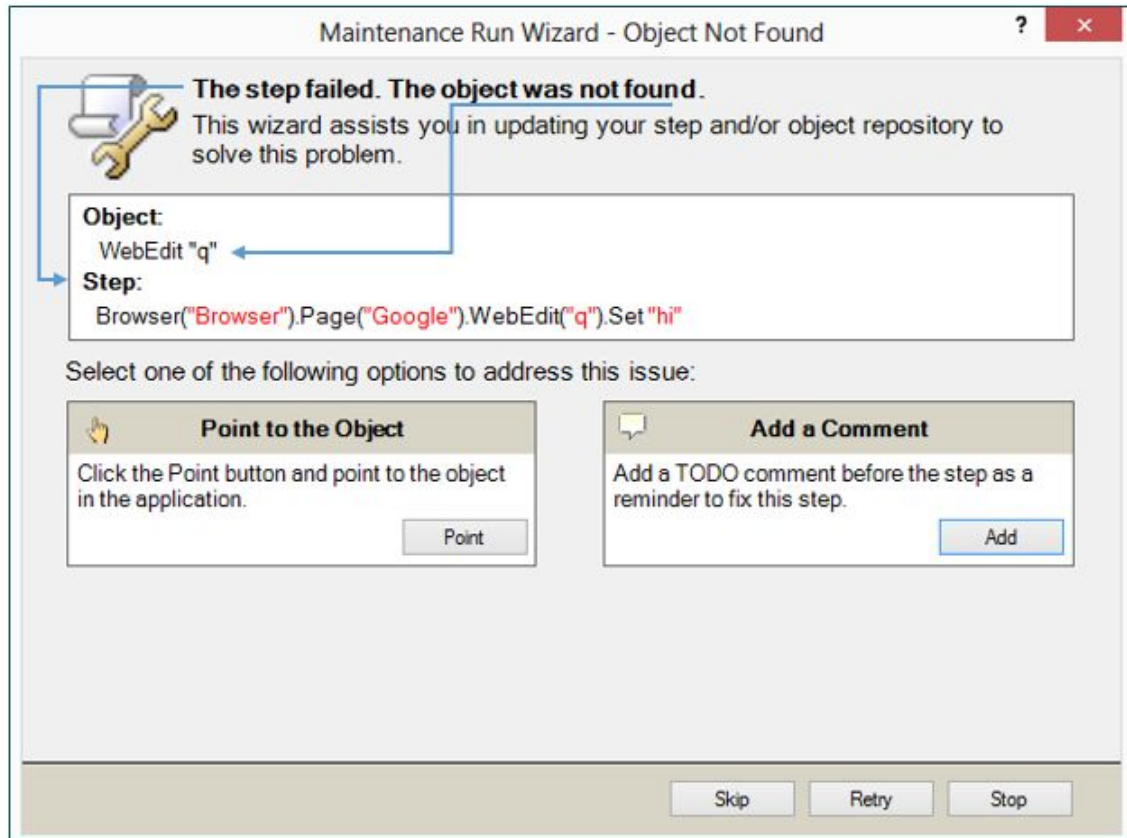 Maintenance Run Wizard - Object Not Found
?
The step failed. The object was not found.
This wizard assists you in updating your step and/or object repository to
solve this problem.
Object:
WebEdit "q"
Step:
Browser("Browser").Page("Google").WebEdit("q").Set "hi"
Select one of the following options to address this issue:
Point to the Object
Click the Point button and point to the object
in the application.
Point
Add a Comment
Add a TODO comment before the step as a
reminder to fix this step.
Add
Skip
Retry
Stop